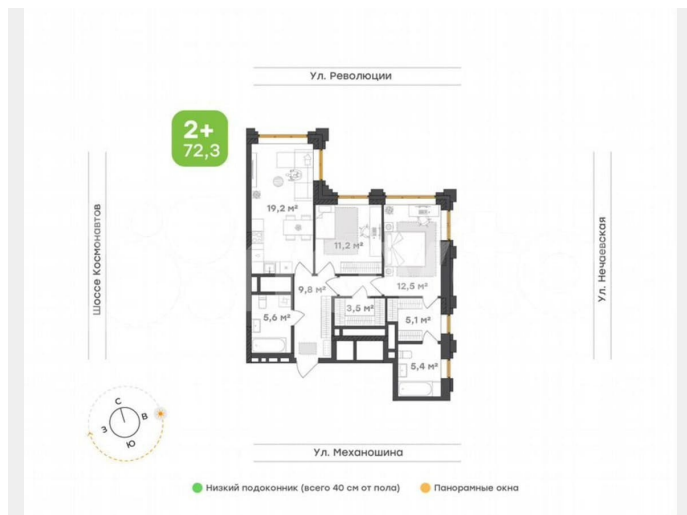 Ул. Революции
2+
72,3
19,2 м²
11,2 м²
12,5 м²
9,8 м²
3,5 м²
5,6 м²
5,1 м²
5,4 м²
Шоссе Космонавтов
Ул. Нечаевская
С
В
З
Ю
Ул. Механошина
Низкий подоконник (всего 40 см от пола)
Панорамные окна